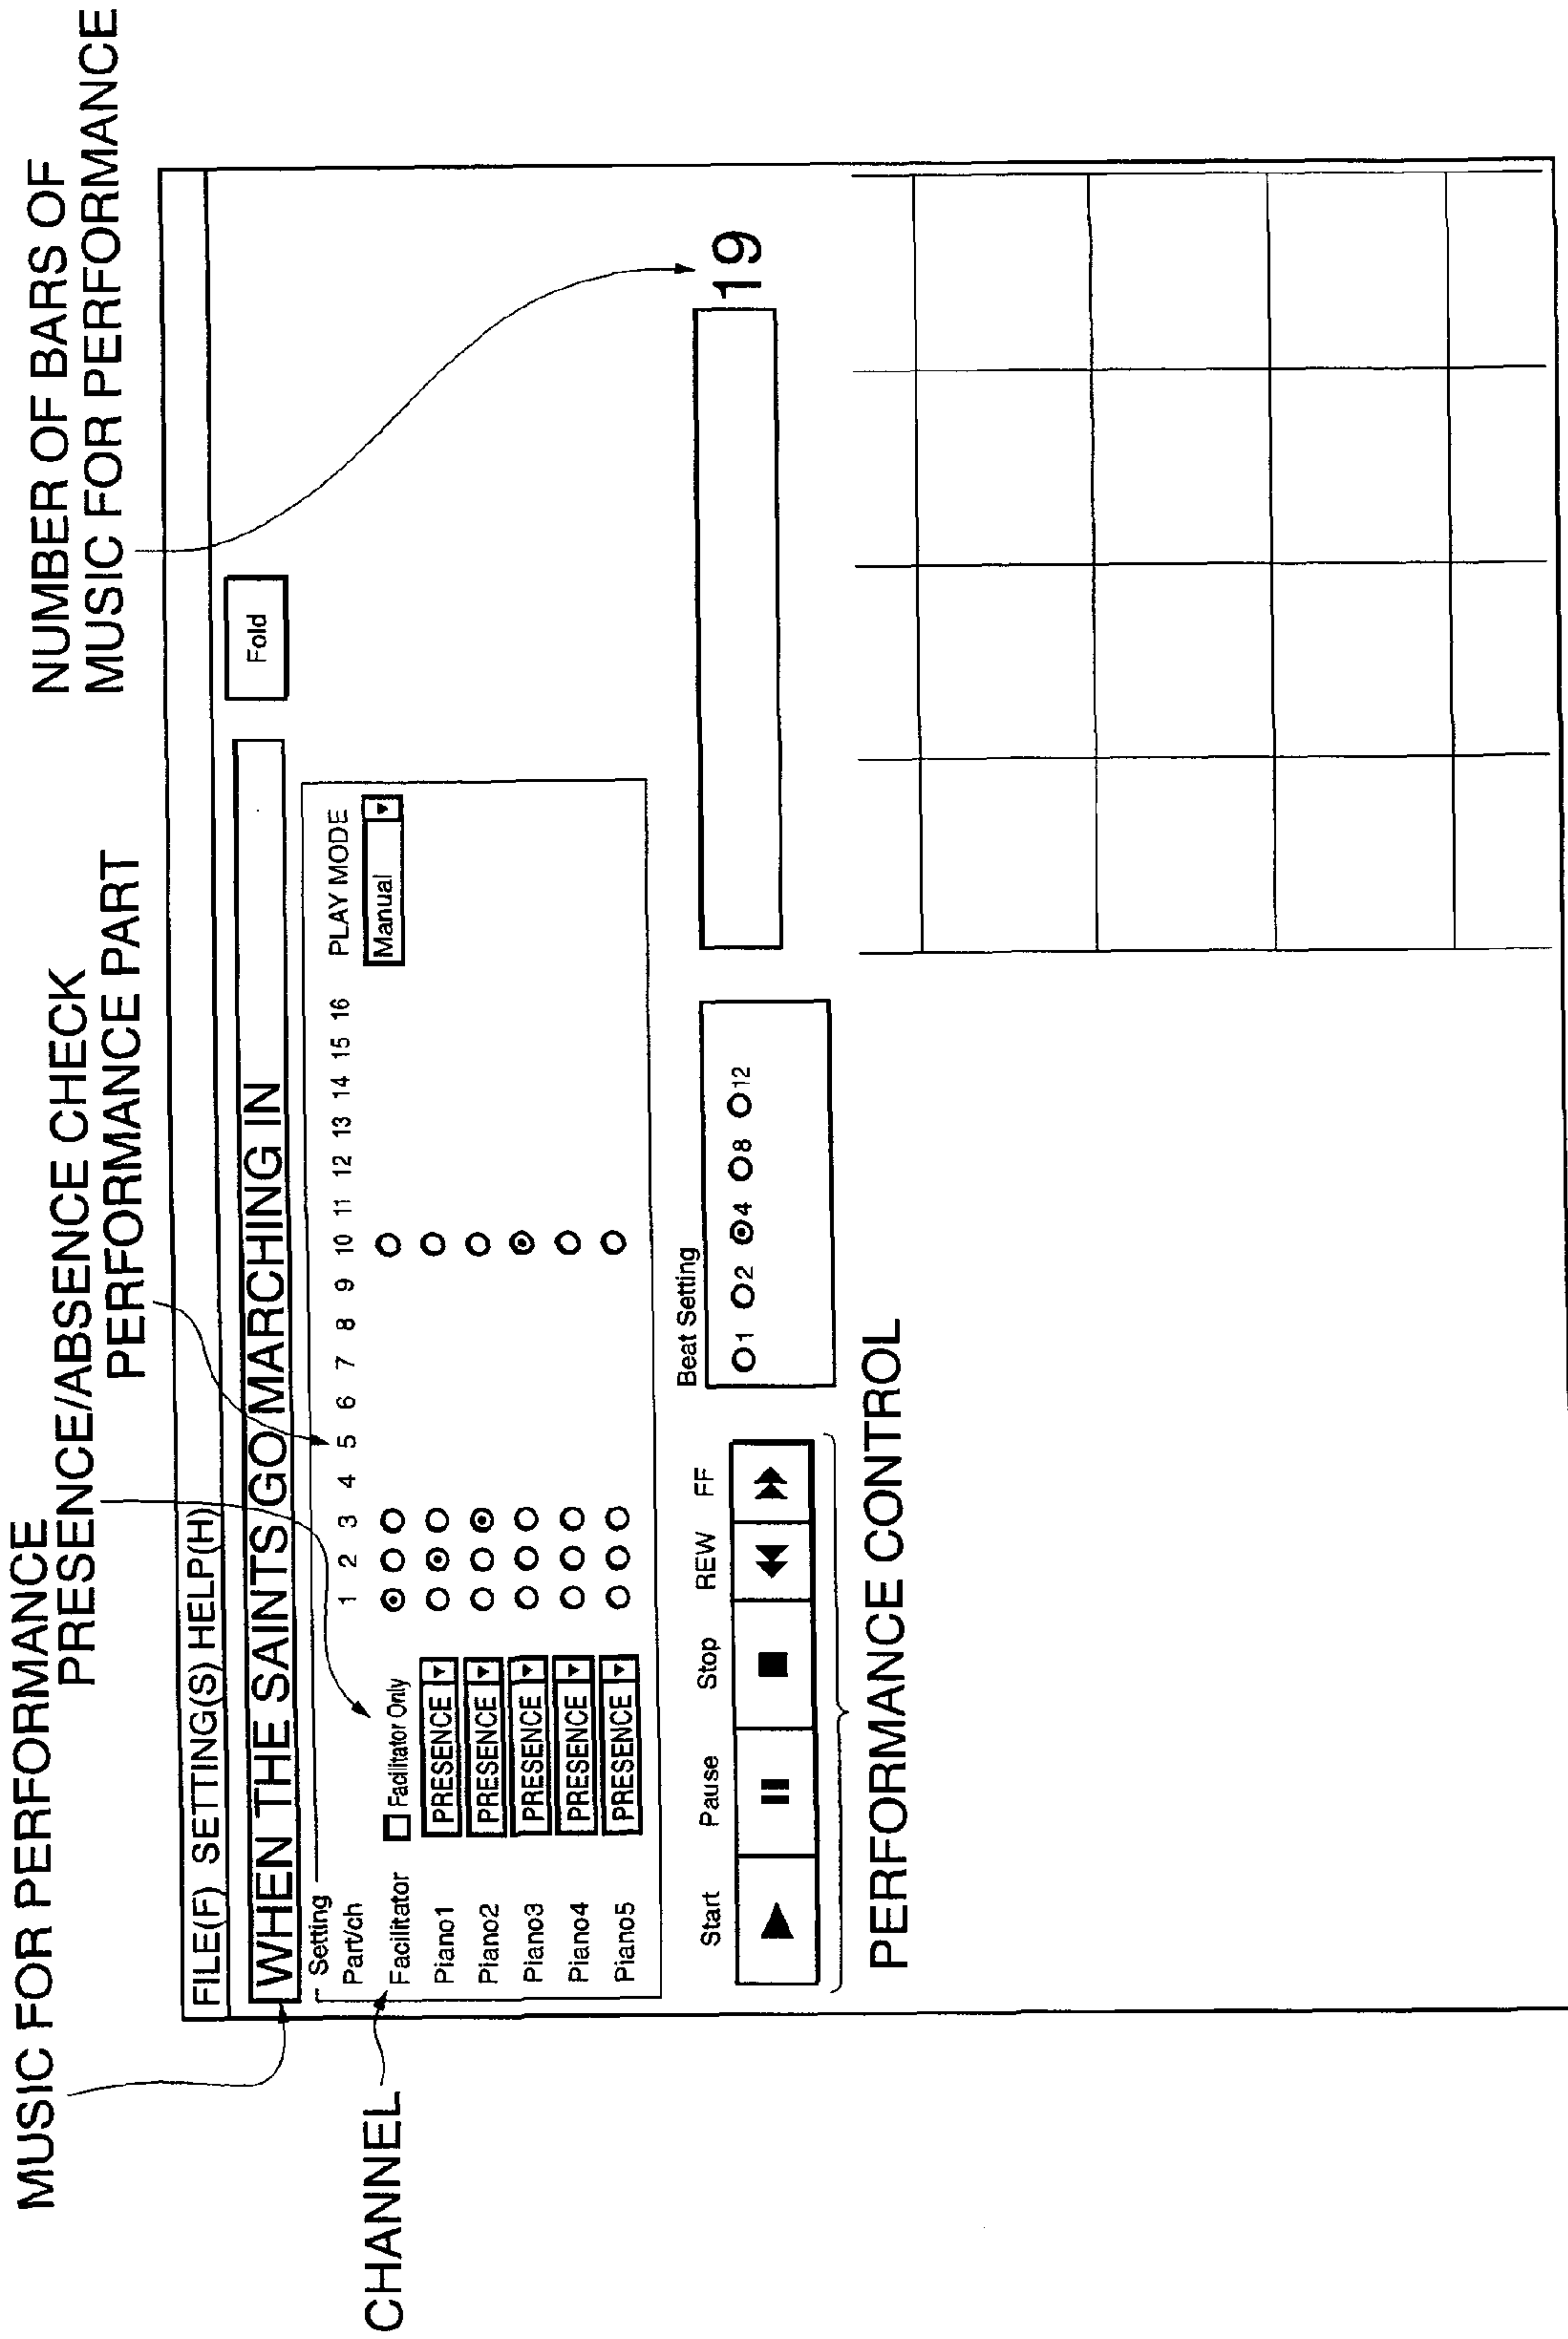 MUSIC FOR PERFORMANCE
PRESENCE/ABSENCE CHECK
PERFORMANCE PART
NUMBER OF BARS OF
MUSIC FOR PERFORMANCE
CHANNEL
FILE(F) SETTING(S) HELP(H)
WHEN THE SAINTS GO MARCHING IN
Fold
Setting
Part/ch 1 2 3 4 5 6 7 8 9 10 11 12 13 14 15 16 PLAY MODE
Facilitator Facilitator Only Manual
Piano1 PRESENCE
Piano2 PRESENCE
Piano3 PRESENCE
Piano4 PRESENCE
Piano5 PRESENCE
Start Pause Stop REW FF
Beat Setting
1 2 4 8 12
19
PERFORMANCE CONTROL